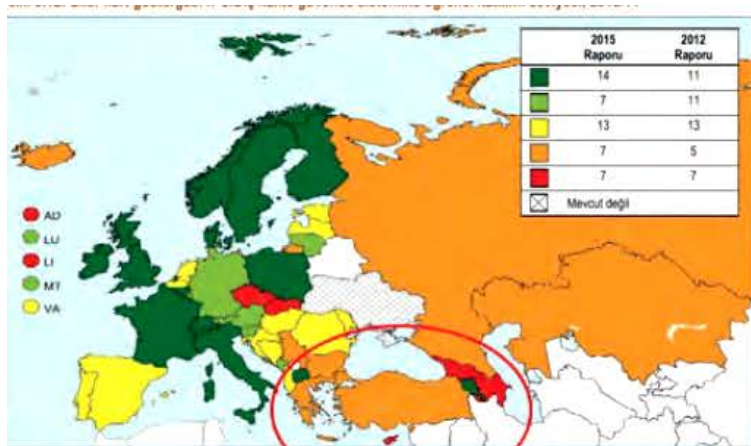 2015 Raporu 2012 Raporu
14 11
7 11
13 13
7 5
7 7
Mevcut değil
AD
LU
LI
MT
VA